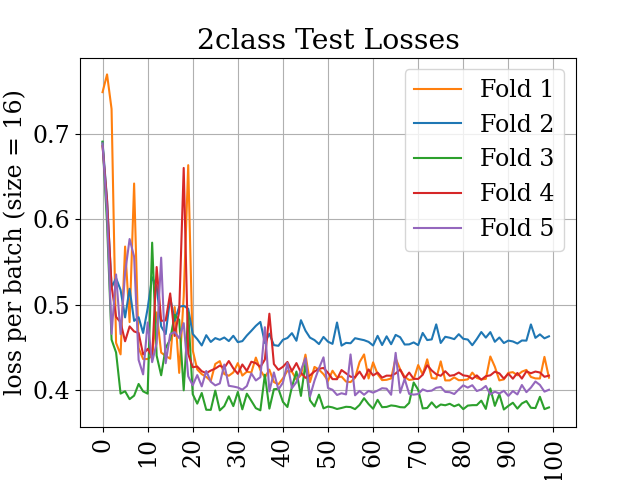 2class Test Losses
loss per batch (size = 16)
0.7
0.6
0.5
0.4
0
10
20
30
40
50
60
70
80
90
100
Fold 1
Fold 2
Fold 3
Fold 4
Fold 5